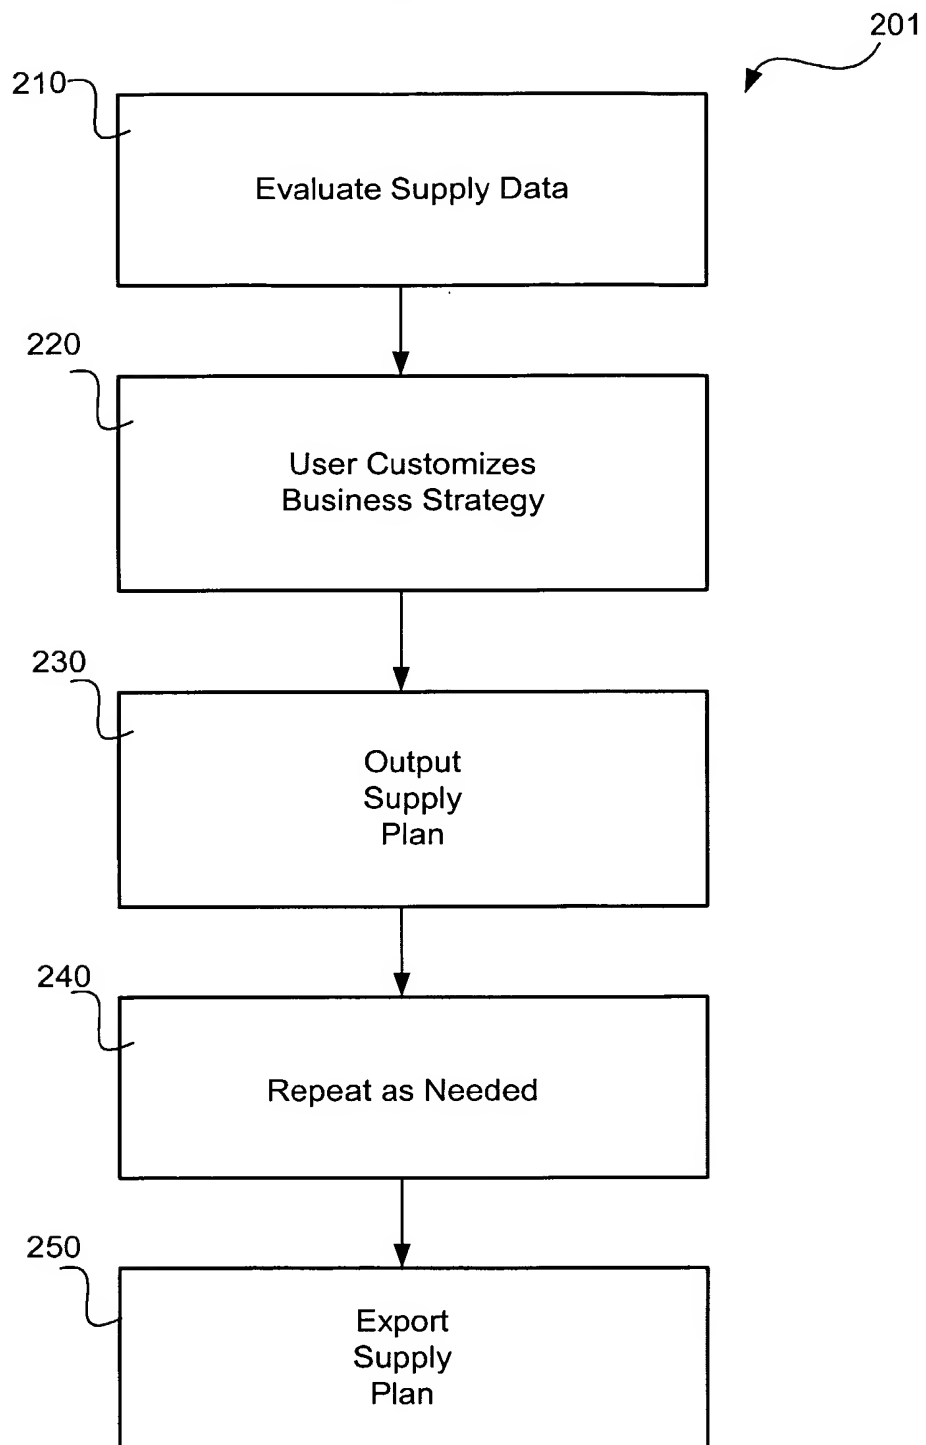 201
210
Evaluate Supply Data
220
User Customizes
Business Strategy
230
Output
Supply
Plan
240
Repeat as Needed
250
Export
Supply
Plan